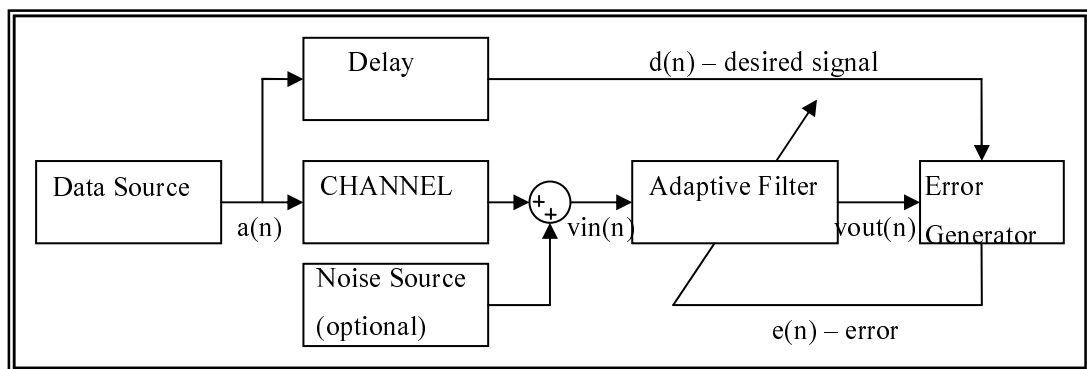 Delay
d(n) – desired signal
Data Source
CHANNEL
Adaptive Filter
Error
Generator
a(n)
+
+
vin(n)
vout(n)
Noise Source
(optional)
e(n) – error